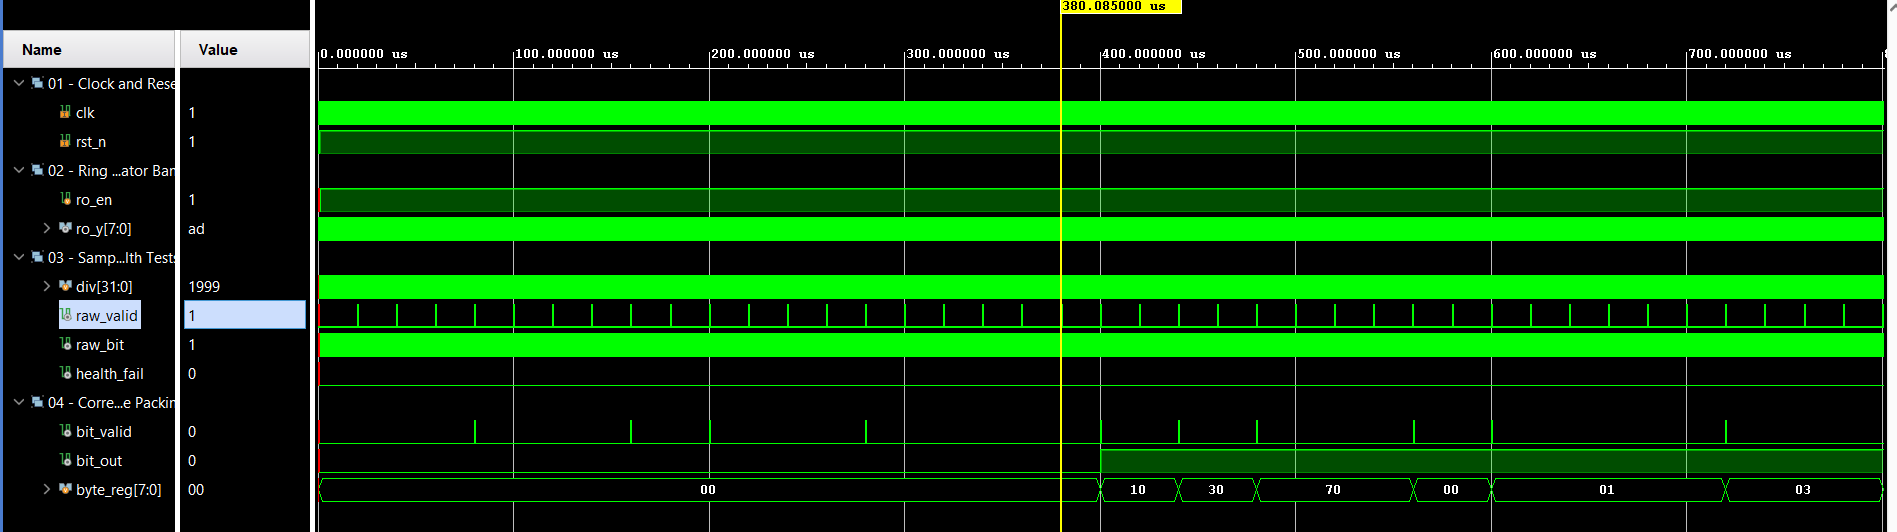 380.085000 us
Name Value
0.000000 us 100.000000 us 200.000000 us 300.000000 us 400.000000 us 500.000000 us 600.000000 us 700.000000 us
01 - Clock and Rese
clk 1
rst_n 1
02 - Ring ...ator Ban
ro_en 1
ro_y[7:0] ad
03 - Samp...lth Tests
div[31:0] 1999
raw_valid 1
raw_bit 1
health_fail 0
04 - Corre...e Packin
bit_valid 0
bit_out 0
byte_reg[7:0] 00 00 10 30 70 00 01 03